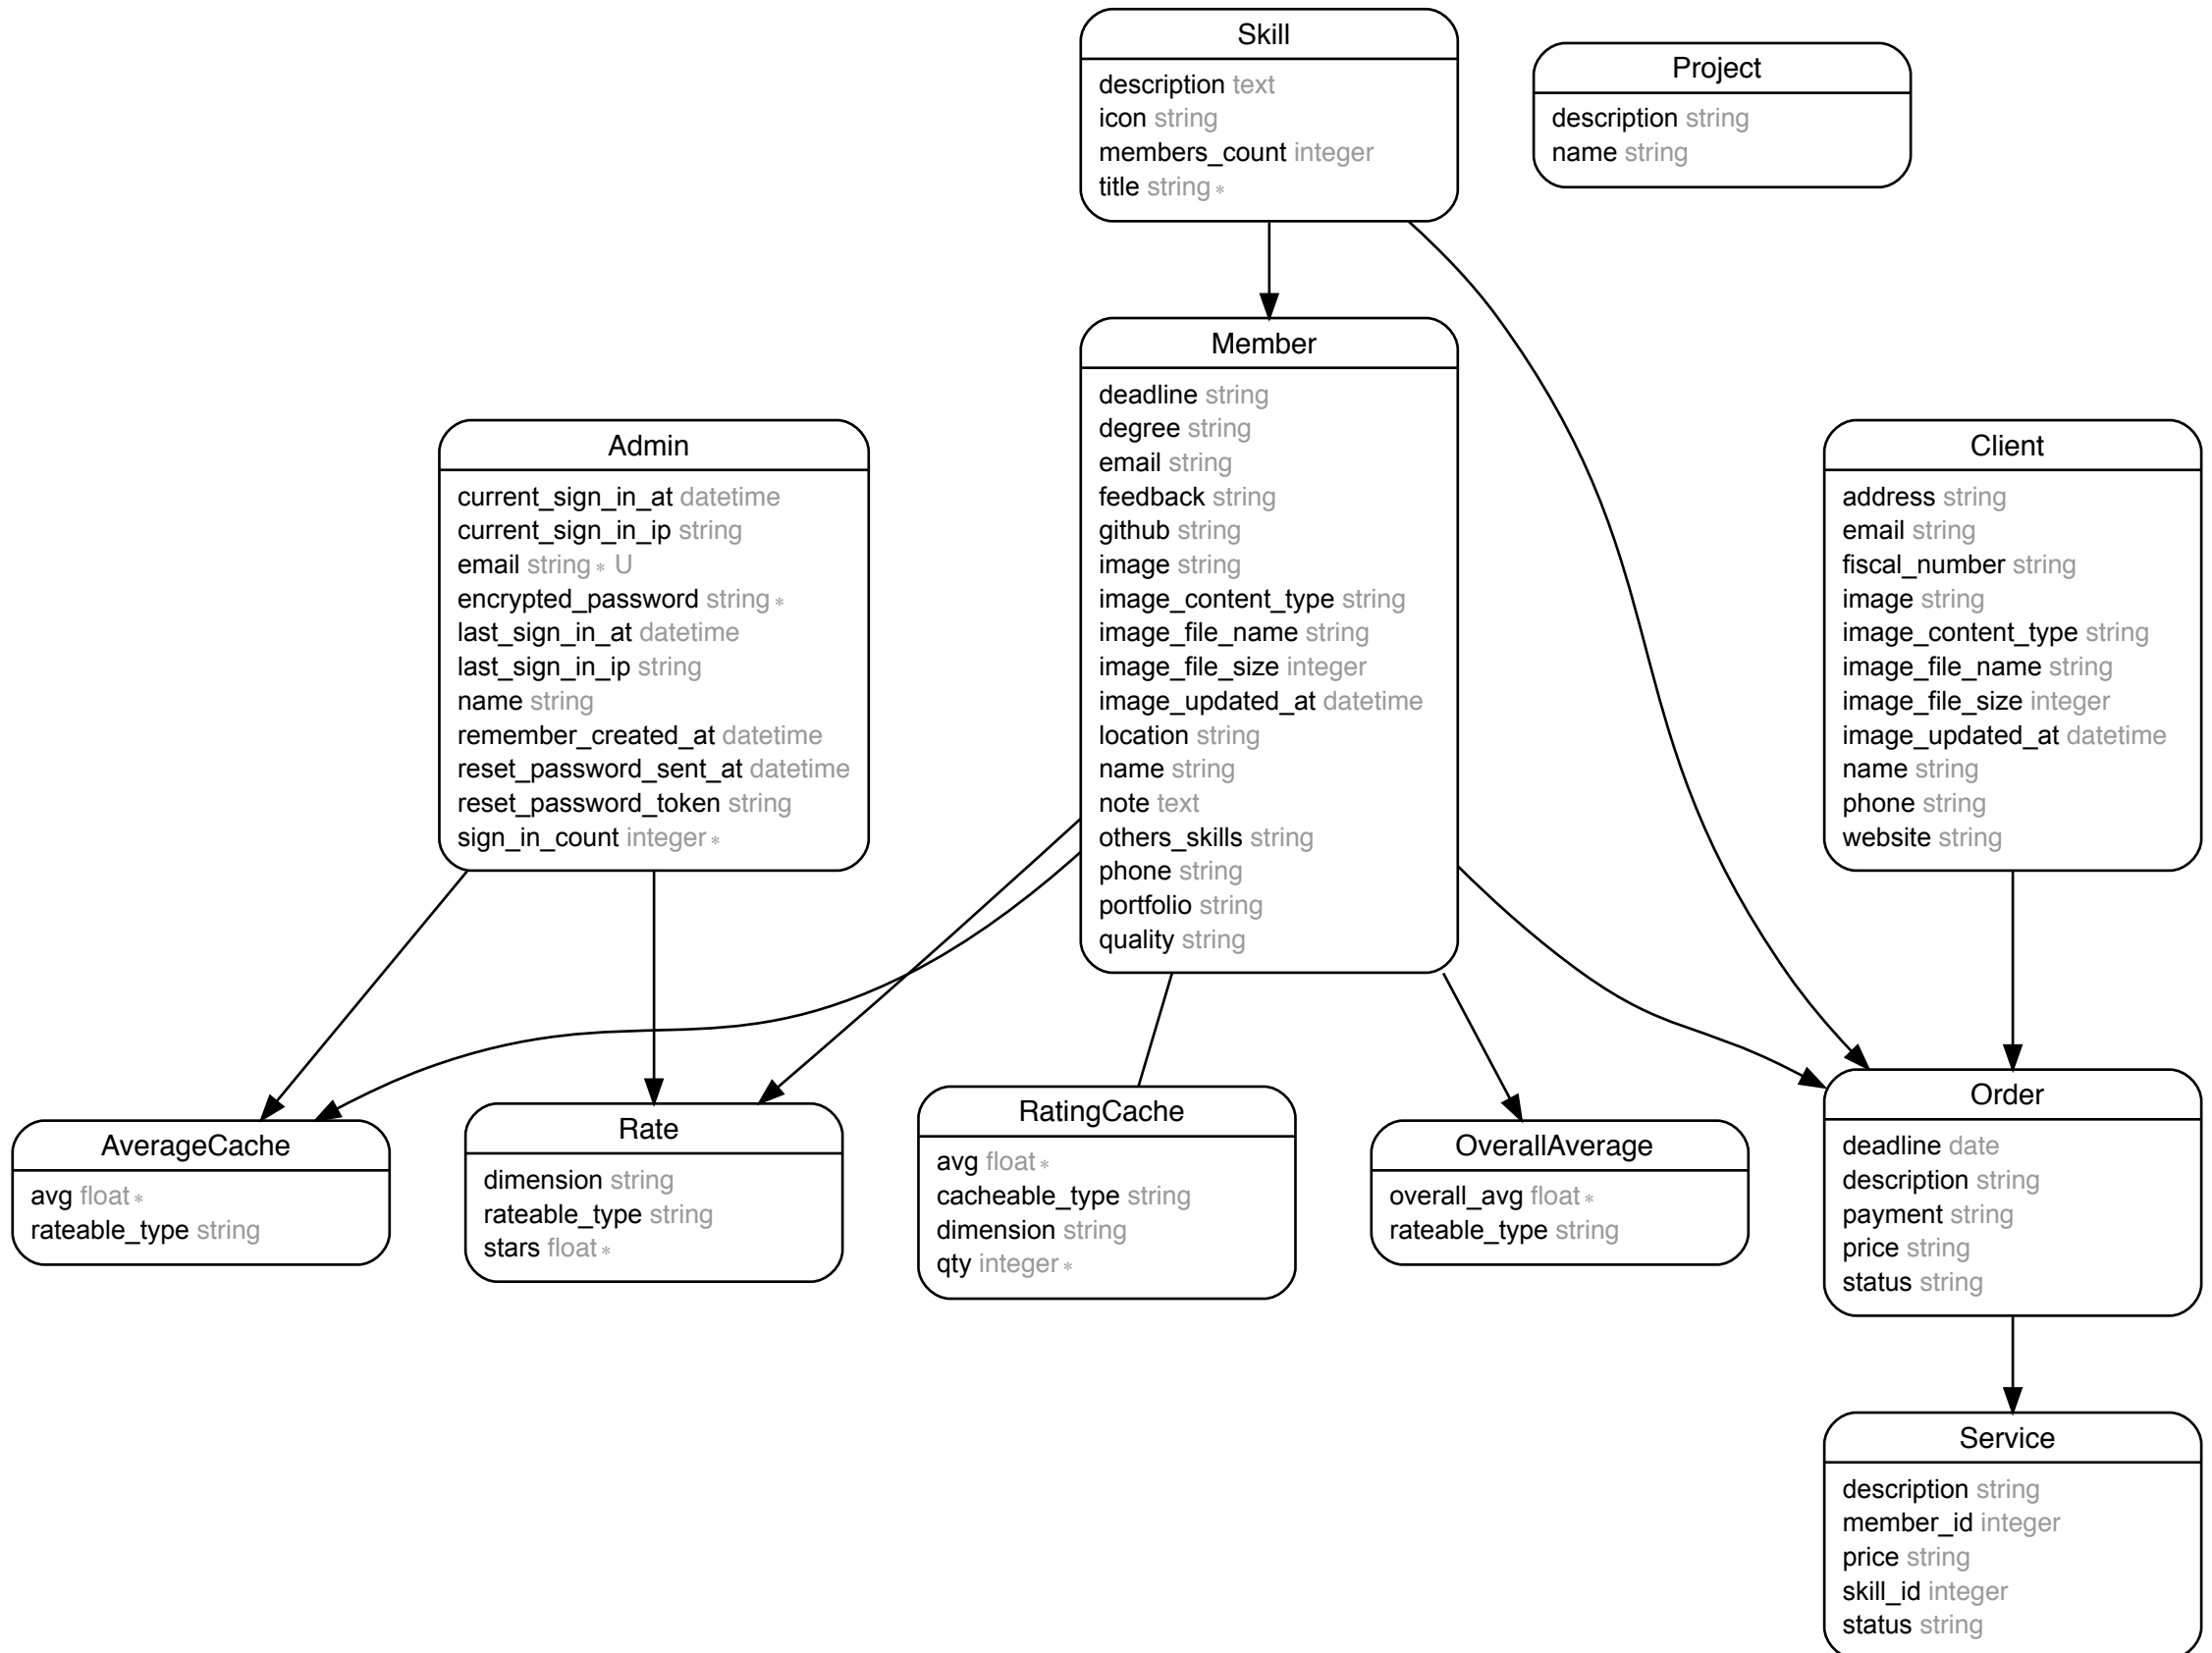 Skill
description text
icon string
members_count integer
title string *
Project
description string
name string
Member
deadline string
degree string
email string
feedback string
github string
image string
image_content_type string
image_file_name string
image_file_size integer
image_updated_at datetime
location string
name string
note text
others_skills string
phone string
portfolio string
quality string
Admin
current_sign_in_at datetime
current_sign_in_ip string
email string * U
encrypted_password string *
last_sign_in_at datetime
last_sign_in_ip string
name string
remember_created_at datetime
reset_password_sent_at datetime
reset_password_token string
sign_in_count integer *
Client
address string
email string
fiscal_number string
image string
image_content_type string
image_file_name string
image_file_size integer
image_updated_at datetime
name string
phone string
website string
AverageCache
avg float *
rateable_type string
Rate
dimension string
rateable_type string
stars float *
RatingCache
avg float *
cacheable_type string
dimension string
qty integer *
OverallAverage
overall_avg float *
rateable_type string
Order
deadline date
description string
payment string
price string
status string
Service
description string
member_id integer
price string
skill_id integer
status string